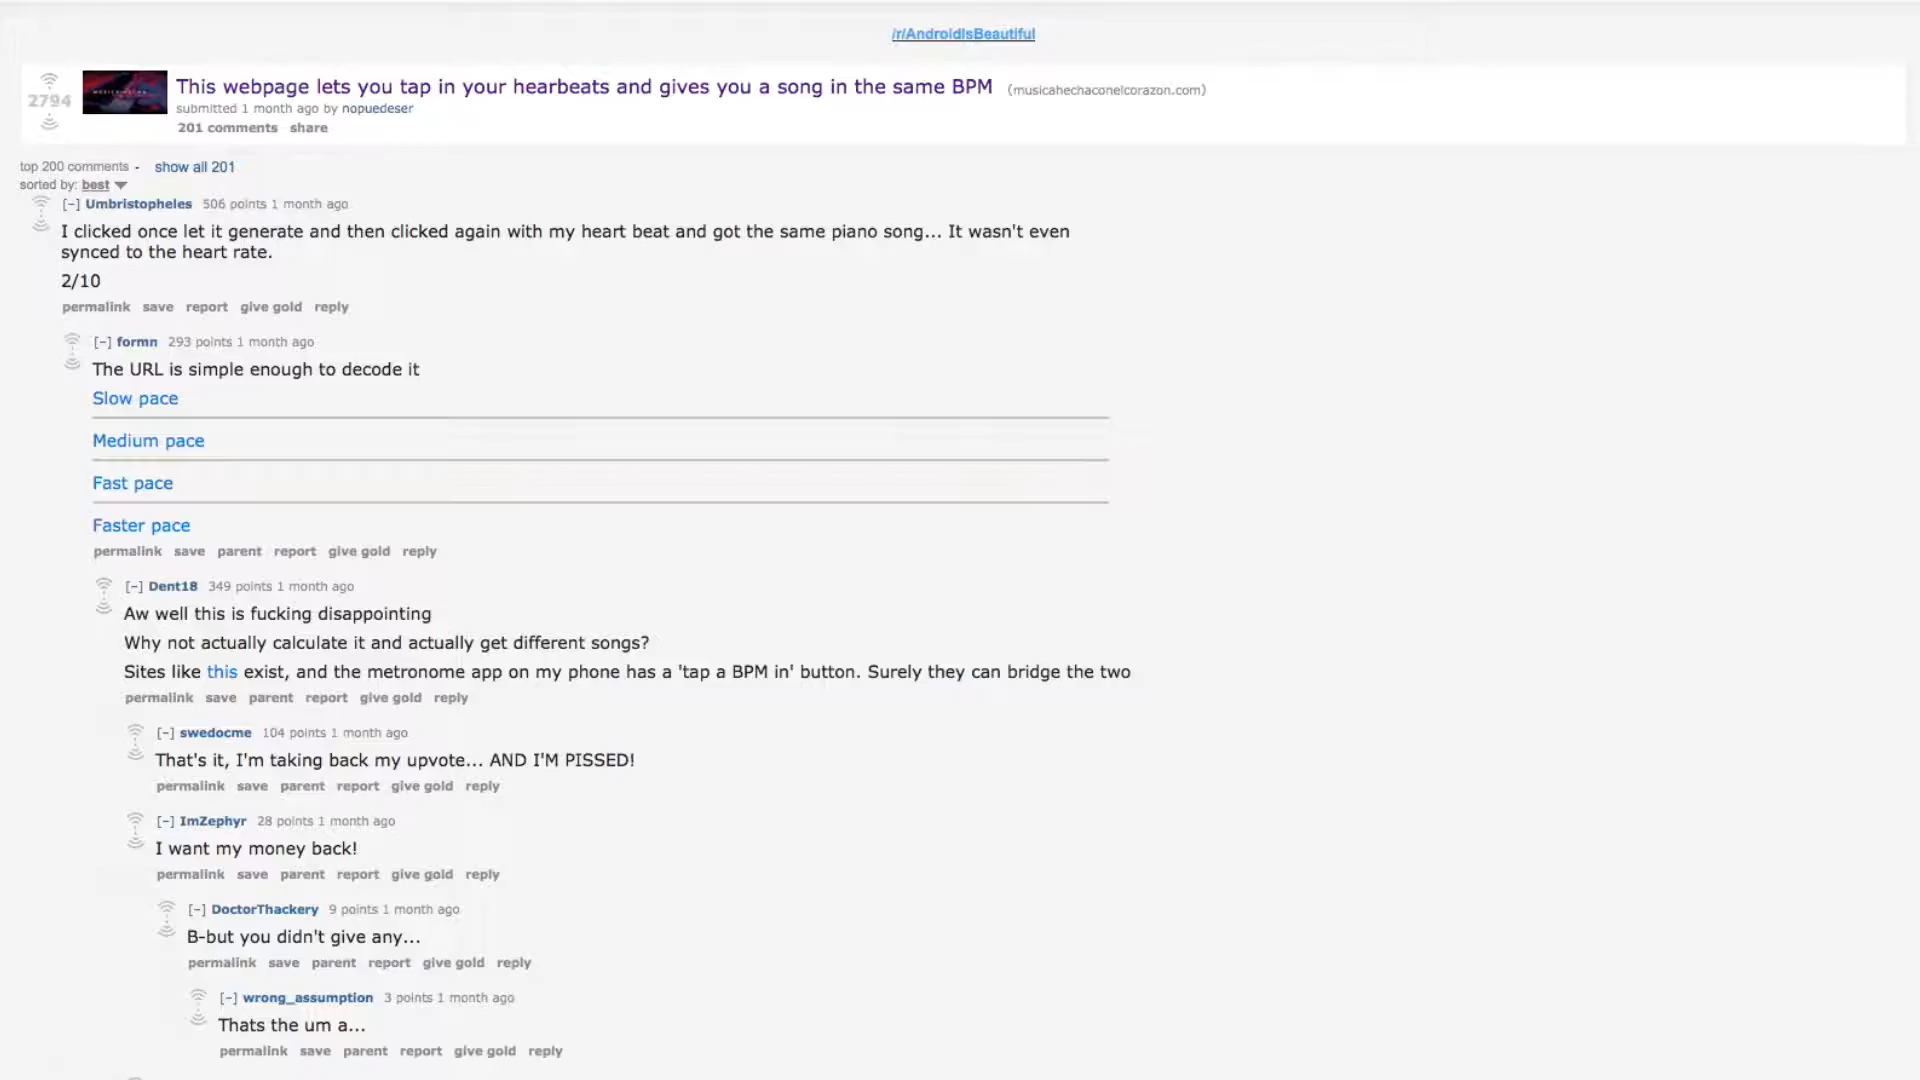 /r/AndroidIsBeautiful
This webpage lets you tap in your hearbeats and gives you a song in the same BPM (musicahechaconelcorazon.com)
2794
submitted 1 month ago by nopuedeser
201 comments share
top 200 comments - show all 201
sorted by: best
[–] Umbristopheles 506 points 1 month ago
I clicked once let it generate and then clicked again with my heart beat and got the same piano song... It wasn't even
synced to the heart rate.
2/10
permalink save report give gold reply
[–] formn 293 points 1 month ago
The URL is simple enough to decode it
Slow pace
Medium pace
Fast pace
Faster pace
permalink save parent report give gold reply
[–] Dent18 349 points 1 month ago
Aw well this is fucking disappointing
Why not actually calculate it and actually get different songs?
Sites like this exist, and the metronome app on my phone has a 'tap a BPM in' button. Surely they can bridge the two
permalink save parent report give gold reply
[–] swedocme 104 points 1 month ago
That's it, I'm taking back my upvote... AND I'M PISSED!
permalink save parent report give gold reply
[–] ImZephyr 28 points 1 month ago
I want my money back!
permalink save parent report give gold reply
[–] DoctorThackery 9 points 1 month ago
B-but you didn't give any...
permalink save parent report give gold reply
[–] wrong_assumption 3 points 1 month ago
Thats the um a...
permalink save parent report give gold reply